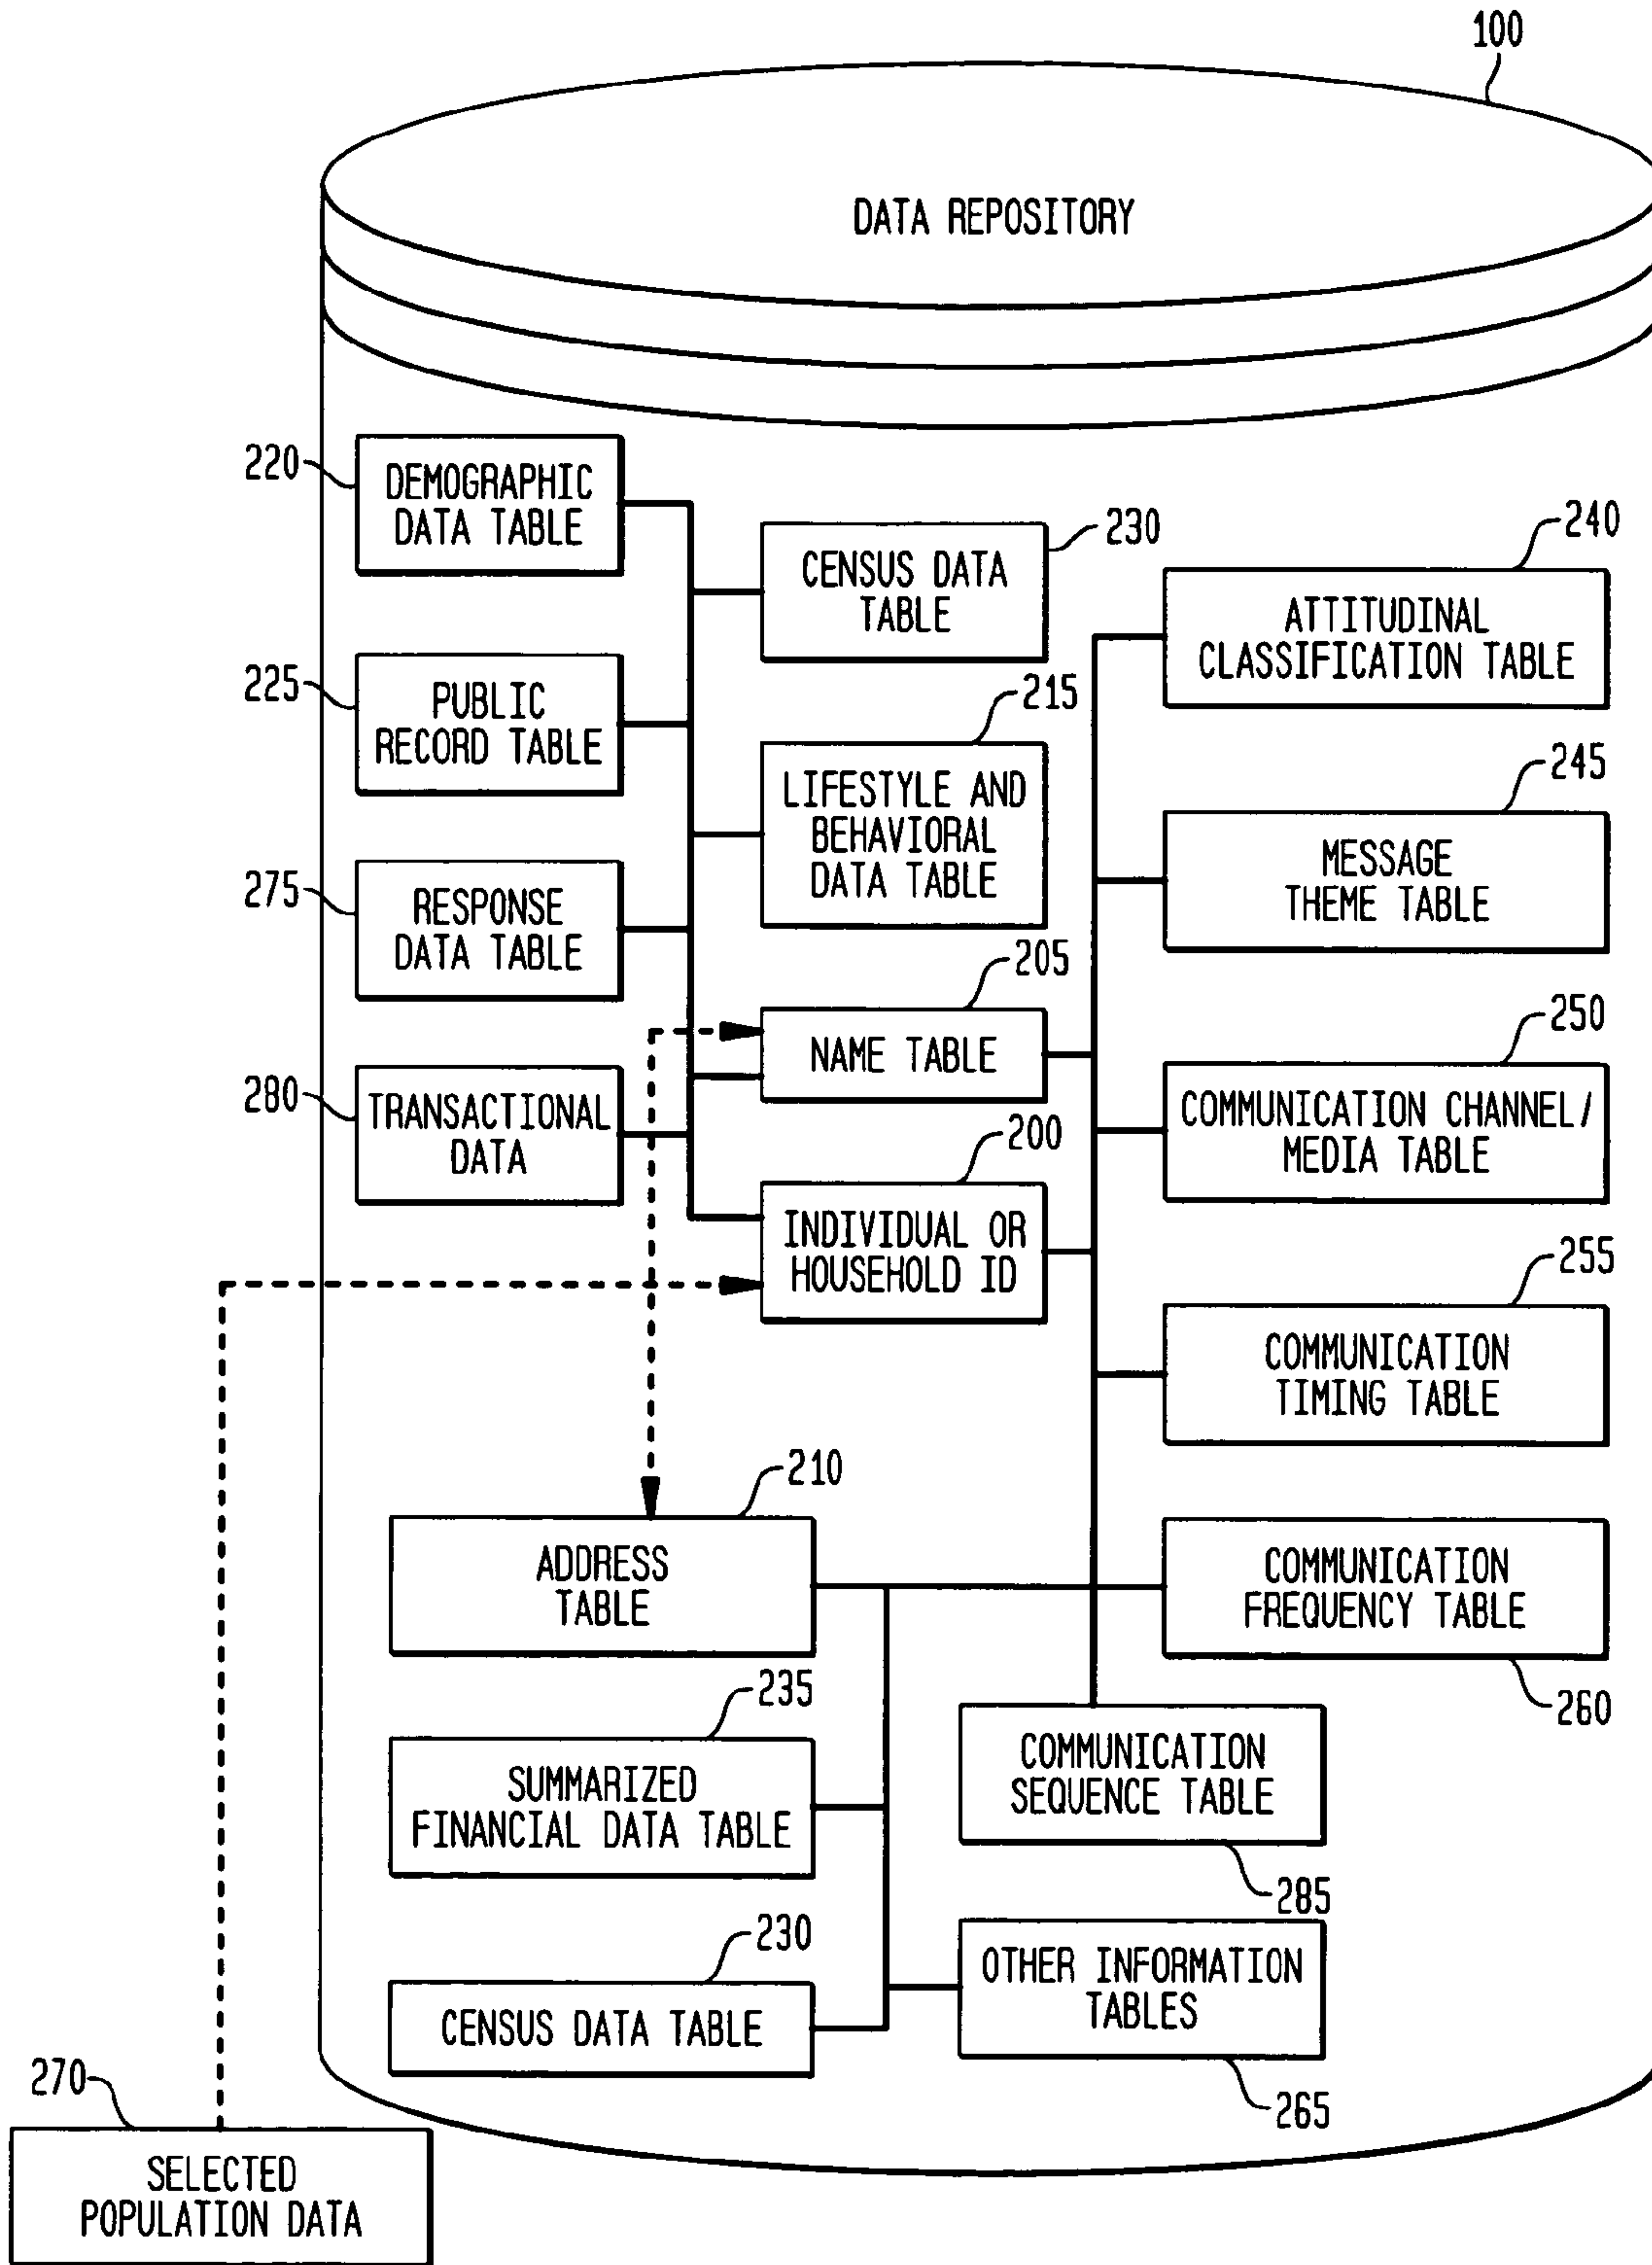 100
DATA REPOSITORY
220
DEMOGRAPHIC
DATA TABLE
230
CENSUS DATA
TABLE
240
ATTITUDINAL
CLASSIFICATION TABLE
225
PUBLIC
RECORD TABLE
215
LIFESTYLE AND
BEHAVIORAL
DATA TABLE
245
MESSAGE
THEME TABLE
275
RESPONSE
DATA TABLE
205
NAME TABLE
250
COMMUNICATION CHANNEL/
MEDIA TABLE
280
TRANSACTIONAL
DATA
200
INDIVIDUAL OR
HOUSEHOLD ID
255
COMMUNICATION
TIMING TABLE
210
ADDRESS
TABLE
COMMUNICATION
FREQUENCY TABLE
260
235
SUMMARIZED
FINANCIAL DATA TABLE
COMMUNICATION
SEQUENCE TABLE
285
230
CENSUS DATA TABLE
OTHER INFORMATION
TABLES
265
270
SELECTED
POPULATION DATA